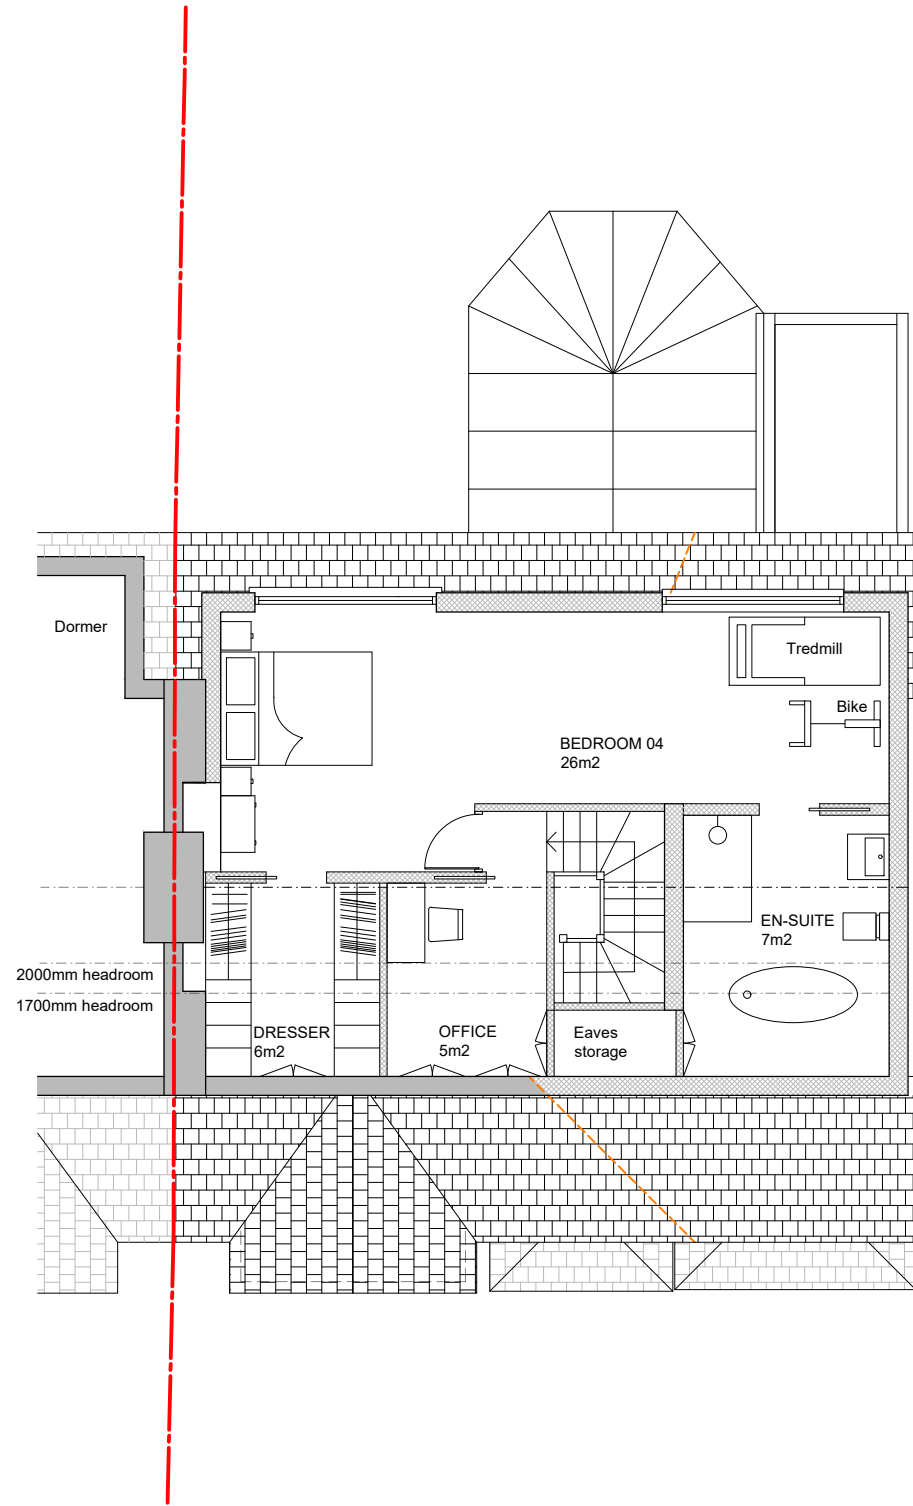 Dormer
Tredmill
Bike
BEDROOM 04
26m2
EN-SUITE
7m2
2000mm headroom
1700mm headroom
DRESSER
6m2
OFFICE
5m2
Eaves
storage